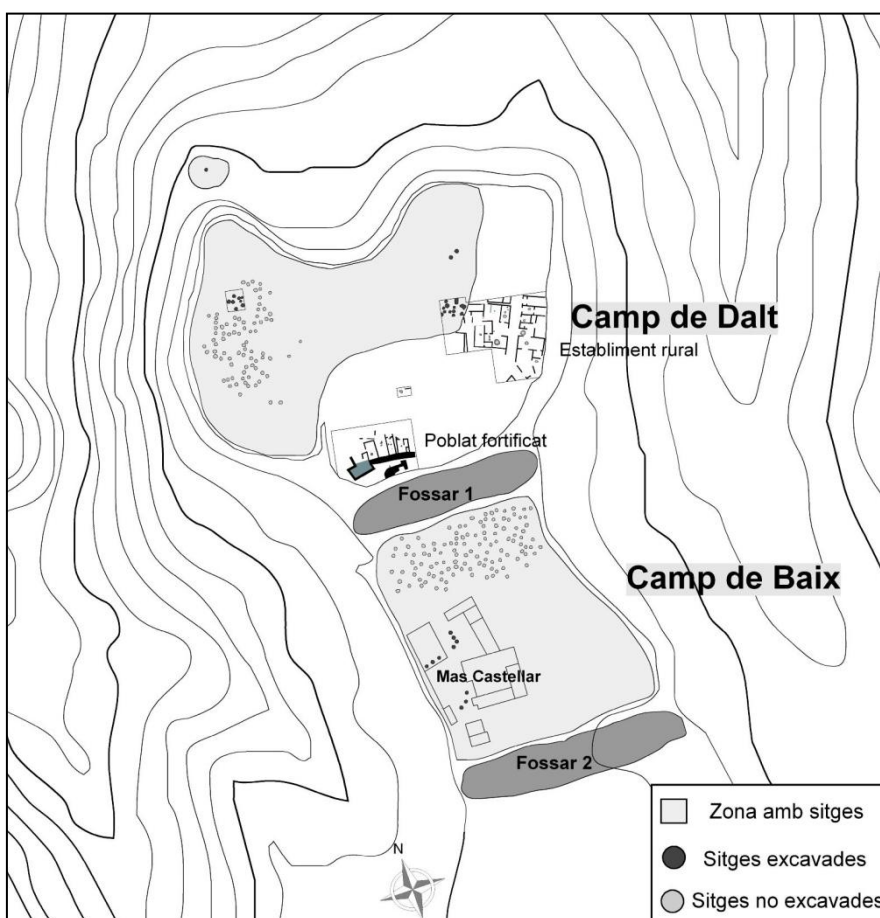 Camp de Dalt
Establiment rural
Poblat fortificat
Fossar 1
Camp de Baix
Mas Castellar
Fossar 2
N
Zona amb sitges
Sitges excavades
Sitges no excavades